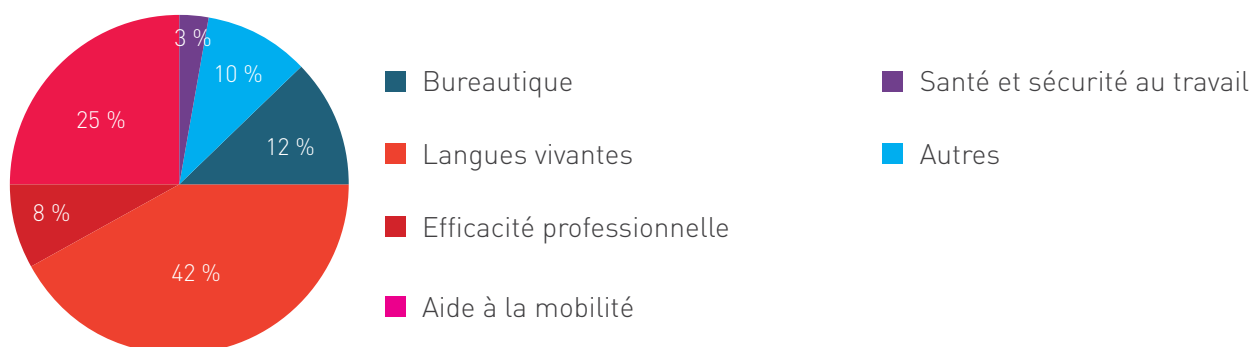 3 %
10 %
25 %
12 %
8 %
42 %
Bureautique
Langues vivantes
Efficacité professionnelle
Aide à la mobilité
Santé et sécurité au travail
Autres